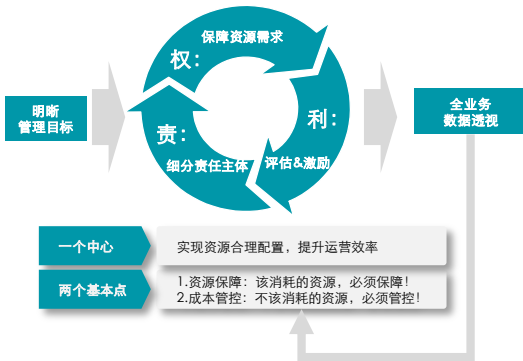 保障资源需求
权：
明晰
管理目标
利：
全业务
数据透视
责：
细分责任主体
评估&激励
一个中心
实现资源合理配置，提升运营效率
两个基本点
1.资源保障：该消耗的资源，必须保障！
2.成本管控：不该消耗的资源，必须管控！